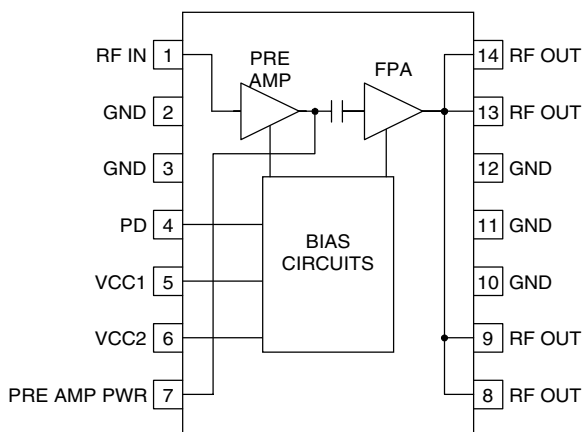 RF IN 1
GND 2
GND 3
PD 4
VCC1 5
VCC2 6
PRE AMP PWR 7
PRE
AMP
FPA
BIAS
CIRCUITS
14 RF OUT
13 RF OUT
12 GND
11 GND
10 GND
9 RF OUT
8 RF OUT